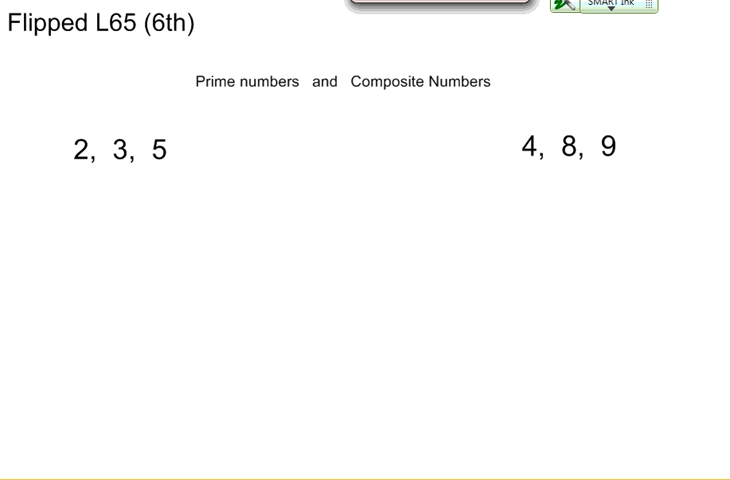 SMART Ink
Flipped L65 (6th)
Prime numbers and Composite Numbers
2, 3, 5
4, 8, 9